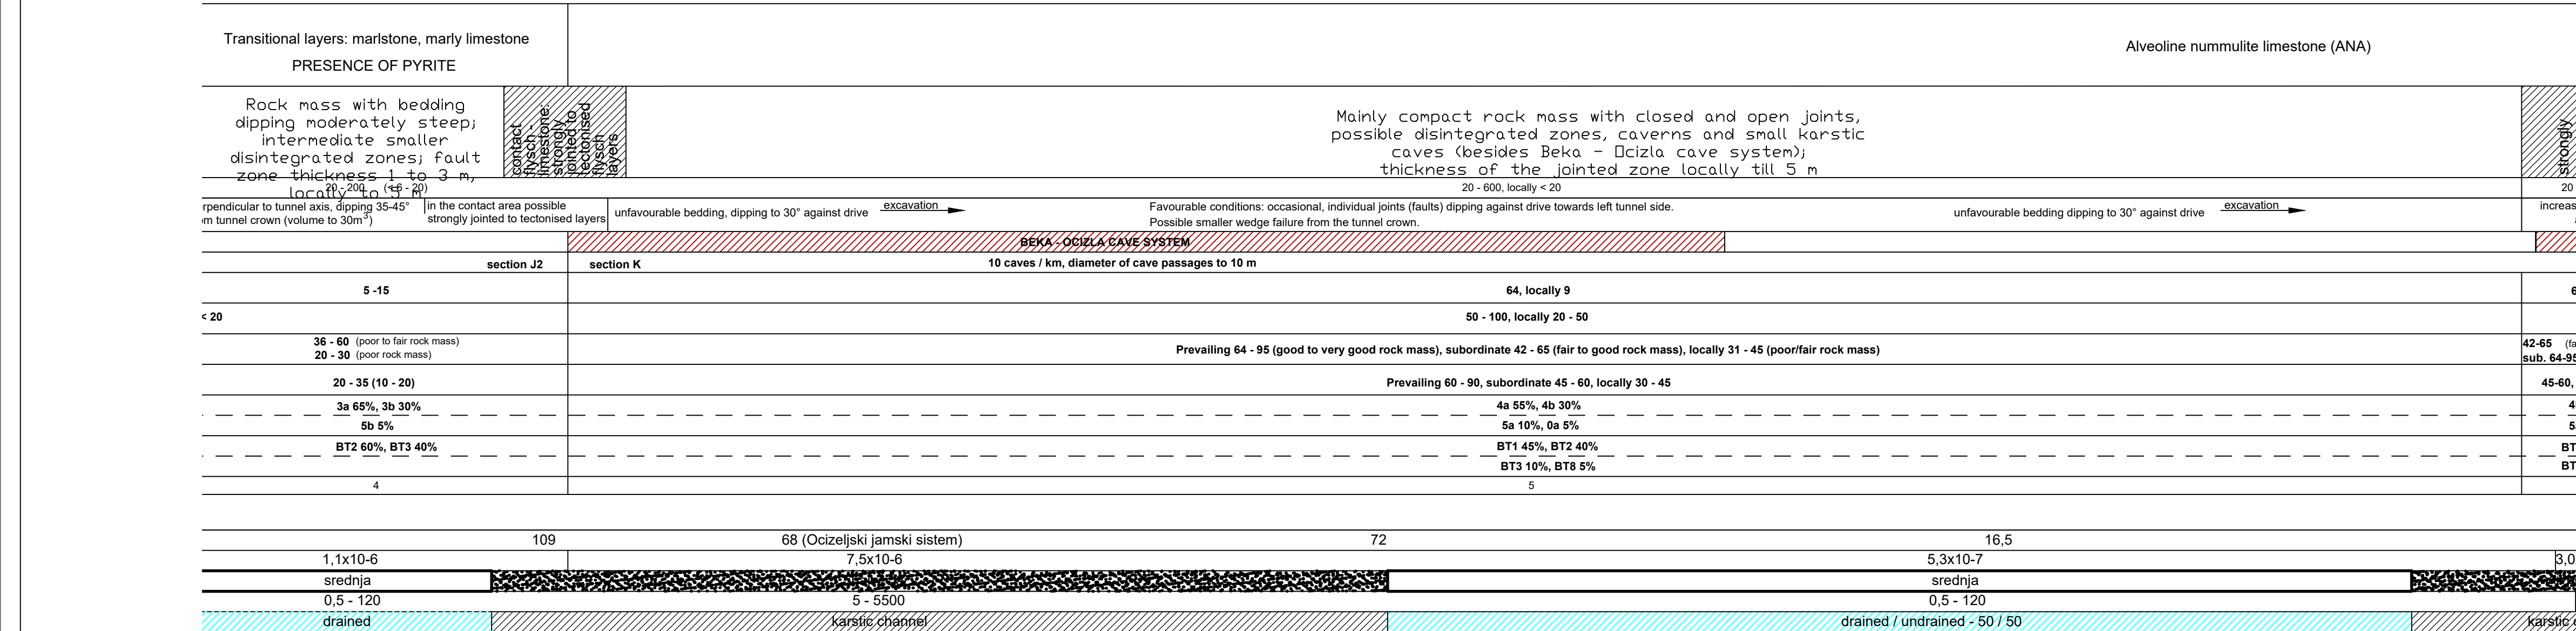 Transitional layers: marlstone, marly limestone
PRESENCE OF PYRITE
Alveoline nummulite limestone (ANA)
Rock mass with bedding
dipping moderately steep;
intermediate smaller
disintegrated zones; fault
zone thickness 1 to 3 m,
locally to 5 m
contact
flysch -
limestone:
strongly
jointed to
tectonised
flysch
layers
Mainly compact rock mass with closed and open joints,
possible disintegrated zones, caverns and small karstic
caves (besides Beka - cizla cave system);
thickness of the jointed zone locally till 5 m
strongly
20 - 200 (< 6 - 20)
20 - 600, locally < 20
20
rpendicular to tunnel axis, dipping 35-45°
m tunnel crown (volume to 30m³)
in the contact area possible
strongly jointed to tectonised layers
unfavourable bedding, dipping to 30° against drive
excavation
Favourable conditions: occasional, individual joints (faults) dipping against drive towards left tunnel side.
Possible smaller wedge failure from the tunnel crown.
unfavourable bedding dipping to 30° against drive
excavation
increas
BEKA - OCIZLA CAVE SYSTEM
section J2
section K
10 caves / km, diameter of cave passages to 10 m
5 -15
64, locally 9
6
< 20
50 - 100, locally 20 - 50
36 - 60 (poor to fair rock mass)
20 - 30 (poor rock mass)
Prevailing 64 - 95 (good to very good rock mass), subordinate 42 - 65 (fair to good rock mass), locally 31 - 45 (poor/fair rock mass)
42-65 (fa
sub. 64-95
20 - 35 (10 - 20)
Prevailing 60 - 90, subordinate 45 - 60, locally 30 - 45
45-60,
3a 65%, 3b 30%
4a 55%, 4b 30%
4
5b 5%
5a 10%, 0a 5%
5
BT2 60%, BT3 40%
BT1 45%, BT2 40%
BT
BT3 10%, BT8 5%
BT
4
5
109
68 (Ocizeljski jamski sistem)
72
16,5
1,1x10-6
7,5x10-6
5,3x10-7
3,0
srednja
srednja
0,5 - 120
5 - 5500
0,5 - 120
drained
karstic channel
drained / undrained - 50 / 50
karstic